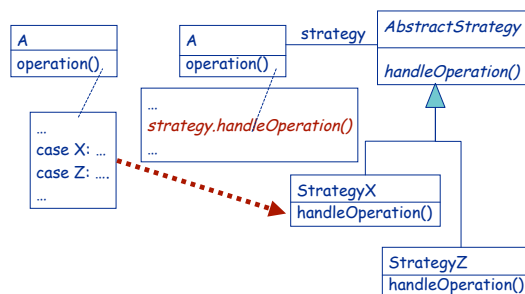 A
operation()
…
case X: …
case Z: ....
…
A
operation()
strategy
…
strategy.handleOperation()
…
AbstractStrategy
handleOperation()
StrategyX
handleOperation()
StrategyZ
handleOperation()